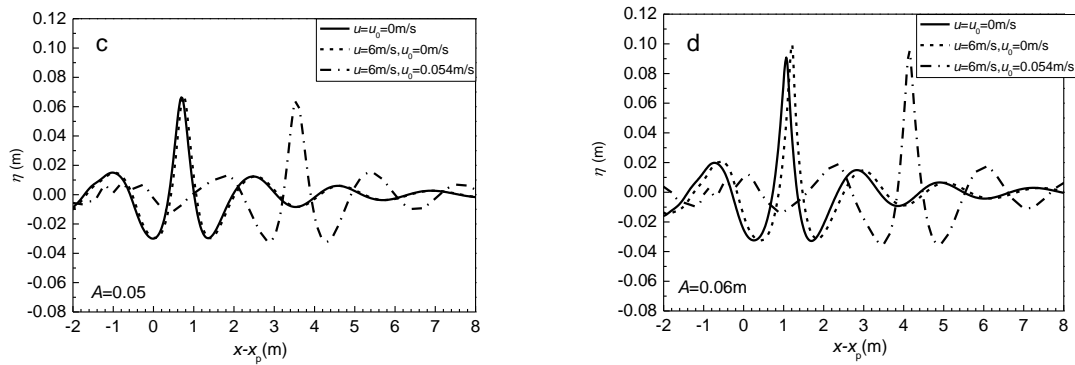 c
u=u0=0m/s
u=6m/s,u0=0m/s
u=6m/s,u0=0.054m/s
0.12
0.10
0.08
0.06
0.04
0.02
0.00
-0.02
-0.04
-0.06
-0.08
η (m)
A=0.05
-2 -1 0 1 2 3 4 5 6 7 8
x-xp(m)
d
u=u0=0m/s
u=6m/s,u0=0m/s
u=6m/s,u0=0.054m/s
0.12
0.10
0.08
0.06
0.04
0.02
0.00
-0.02
-0.04
-0.06
-0.08
η (m)
A=0.06m
-2 -1 0 1 2 3 4 5 6 7 8
x-xp(m)